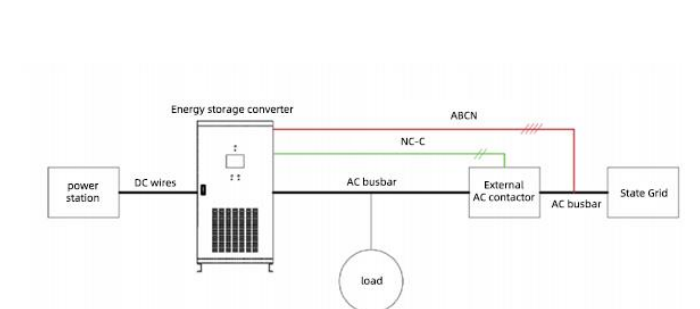 Energy storage converter
ABCN
NC-C
power
station
DC wires
AC busbar
External
AC contactor
AC busbar
State Grid
load